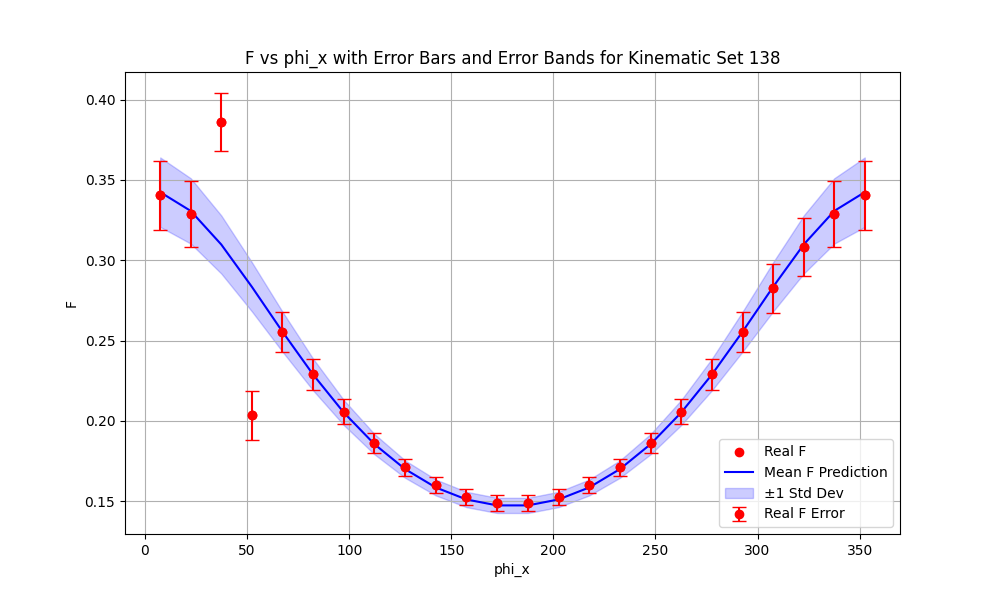 F vs phi_x with Error Bars and Error Bands for Kinematic Set 138
F
0.40
0.35
0.30
0.25
0.20
0.15
0 50 100 150 200 250 300 350
phi_x
Real F
Mean F Prediction
±1 Std Dev
Real F Error